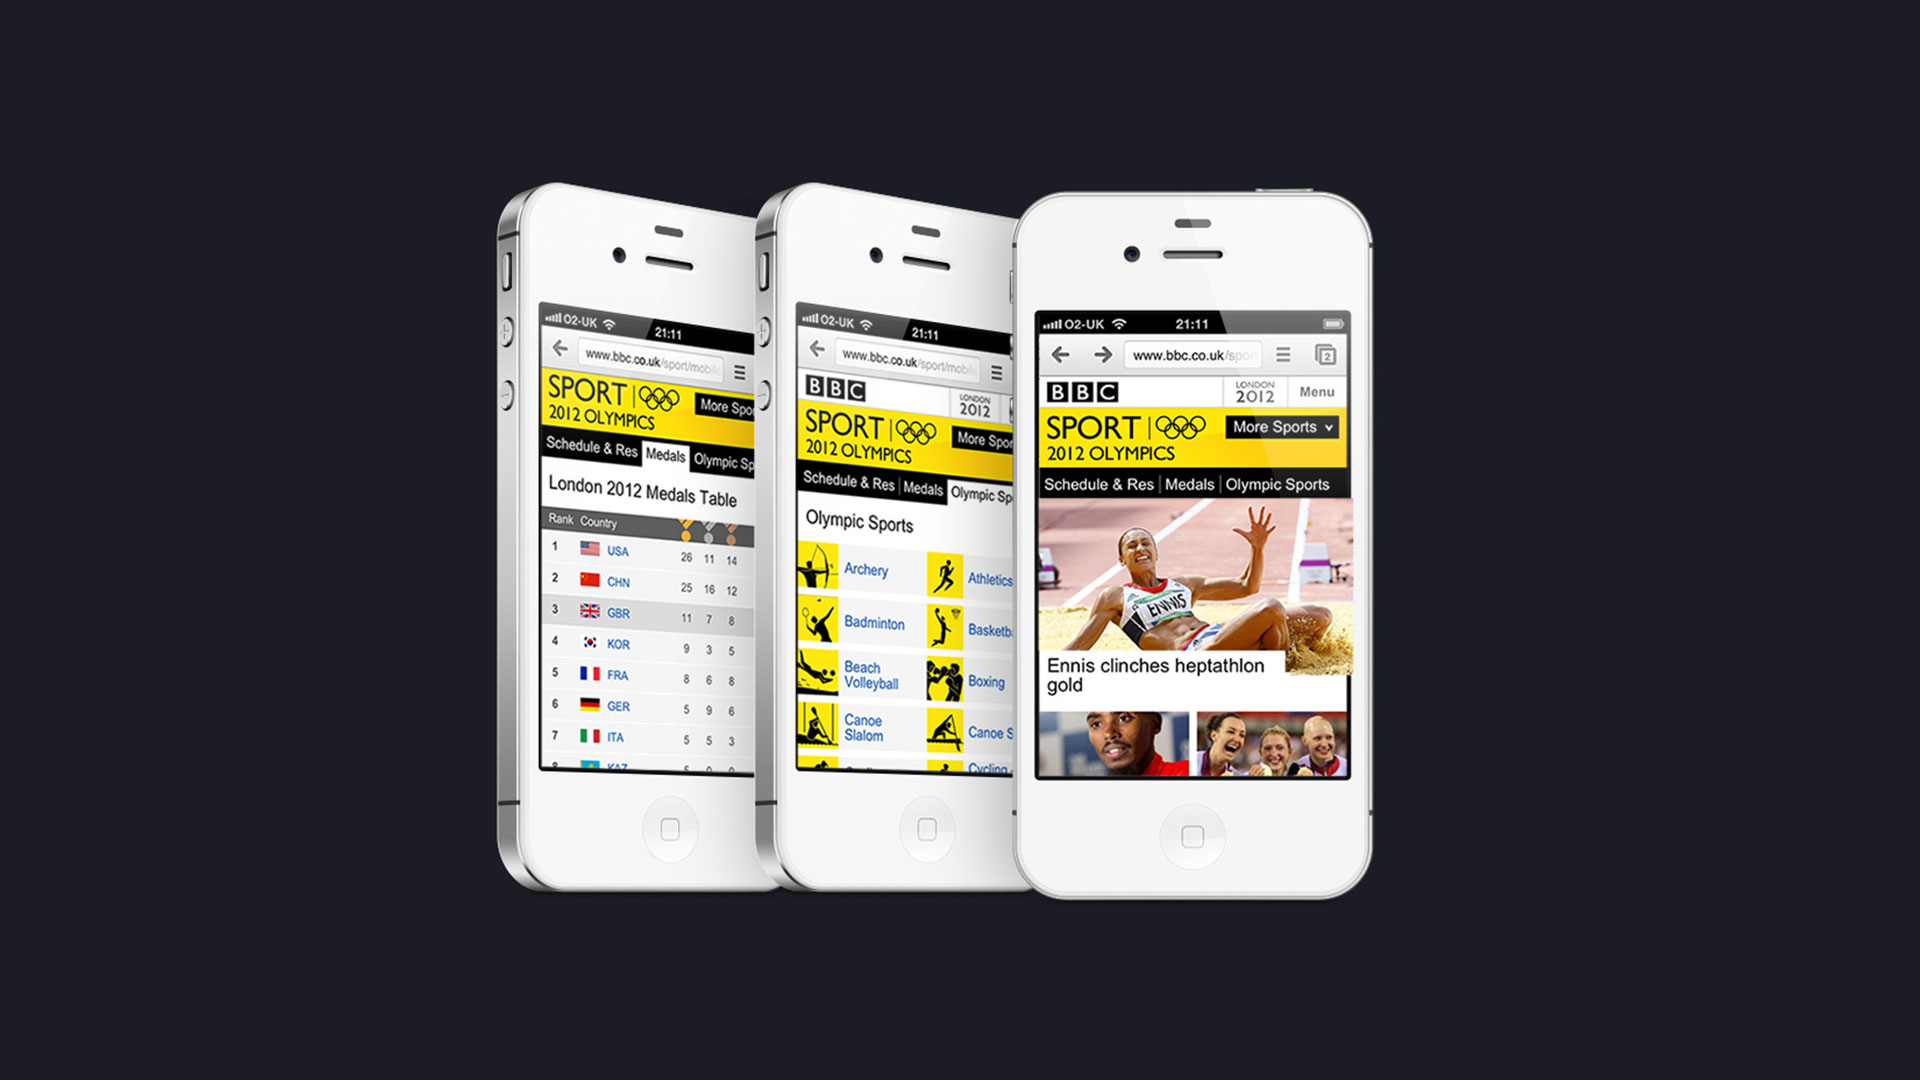 O2-UK 21:11
www.bbc.co.uk/sport/mobile
SPORT
More Spo
2012 OLYMPICS
Schedule & Res Medals Olympic Sp
London 2012 Medals Table
Rank Country
1 USA 26 11 14
2 CHN 25 16 12
3 GBR 11 7 8
4 KOR 9 3 5
5 FRA 8 6 8
6 GER 5 9 6
7 ITA 5 5 3
O2-UK 21:11
www.bbc.co.uk/sport/mobile
BBC
LONDON
2012
SPORT
More Spor
2012 OLYMPICS
Schedule & Res Medals Olympic Sp
Olympic Sports
Archery Athletics
Badminton Basketb
Beach
Volleyball
Boxing
Canoe
Slalom
Canoe S
Cycling
O2-UK 21:11
www.bbc.co.uk/sport
2
BBC
LONDON
2012
Menu
SPORT
More Sports
2012 OLYMPICS
Schedule & Res Medals Olympic Sports
ENNIS
Ennis clinches heptathlon
gold